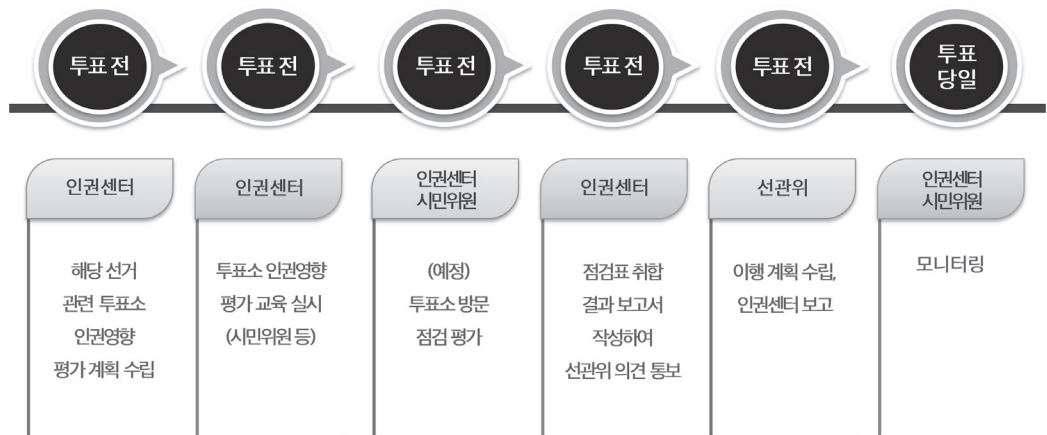 투표 전
투표 전
투표 전
투표 전
투표 전
투표
당일
인권센터
해당 선거
관련 투표소
인권영향
평가 계획 수립
인권센터
투표소 인권영향
평가 교육 실시
(시민위원 등)
인권센터
시민위원
(예정)
투표소 방문
점검 평가
인권센터
점검표 취합
결과 보고서
작성하여
선관위 의견 통보
선관위
이행 계획 수립,
인권센터 보고
인권센터
시민위원
모니터링